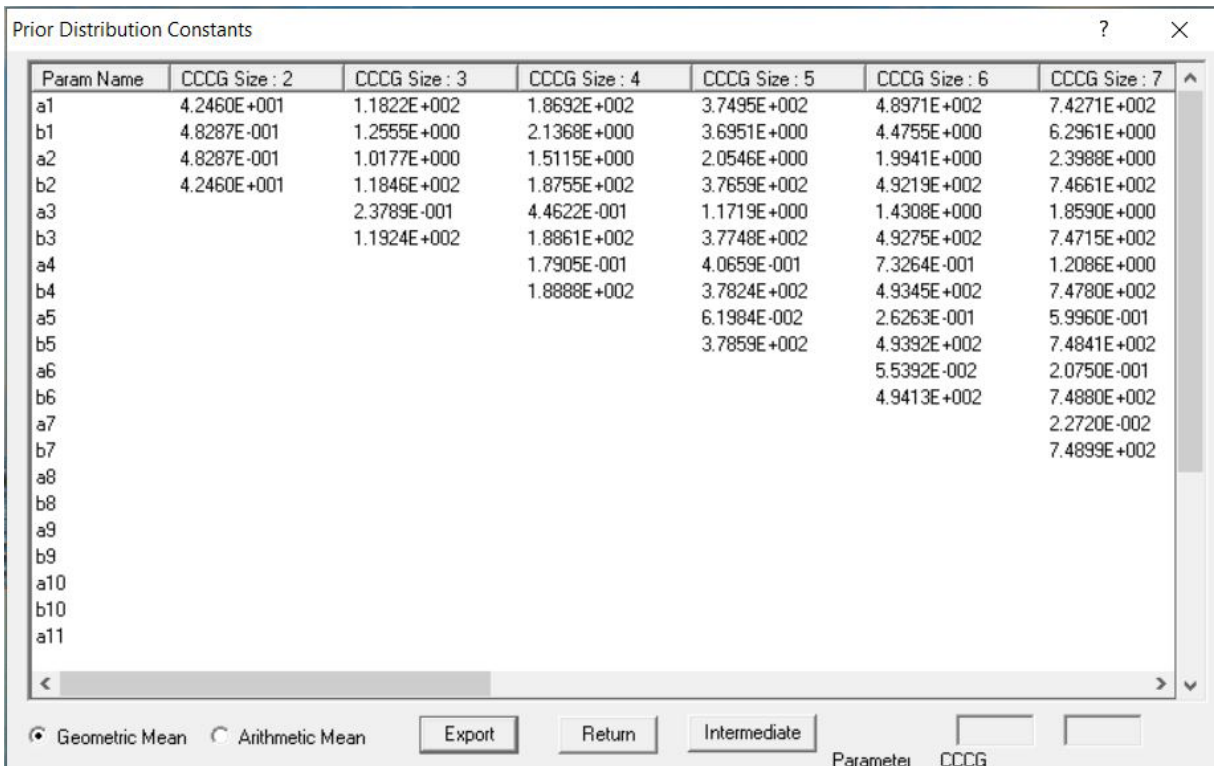 Prior Distribution Constants ? ×
Param Name CCCG Size : 2 CCCG Size : 3 CCCG Size : 4 CCCG Size : 5 CCCG Size : 6 CCCG Size : 7
a1 4.2460E+001 1.1822E+002 1.8692E+002 3.7495E+002 4.8971E+002 7.4271E+002
b1 4.8287E-001 1.2555E+000 2.1368E+000 3.6951E+000 4.4755E+000 6.2961E+000
a2 4.8287E-001 1.0177E+000 1.5115E+000 2.0546E+000 1.9941E+000 2.3988E+000
b2 4.2460E+001 1.1846E+002 1.8755E+002 3.7659E+002 4.9219E+002 7.4661E+002
a3 2.3789E-001 4.4622E-001 1.1719E+000 1.4308E+000 1.8590E+000
b3 1.1924E+002 1.8861E+002 3.7748E+002 4.9275E+002 7.4715E+002
a4 1.7905E-001 4.0659E-001 7.3264E-001 1.2086E+000
b4 1.8888E+002 3.7824E+002 4.9345E+002 7.4780E+002
a5 6.1984E-002 2.6263E-001 5.9960E-001
b5 3.7859E+002 4.9392E+002 7.4841E+002
a6 5.5392E-002 2.0750E-001
b6 4.9413E+002 7.4880E+002
a7 2.2720E-002
b7 7.4899E+002
a8
b8
a9
b9
a10
b10
a11
Geometric Mean Arithmetic Mean Export Return Intermediate
Parameter CCCG